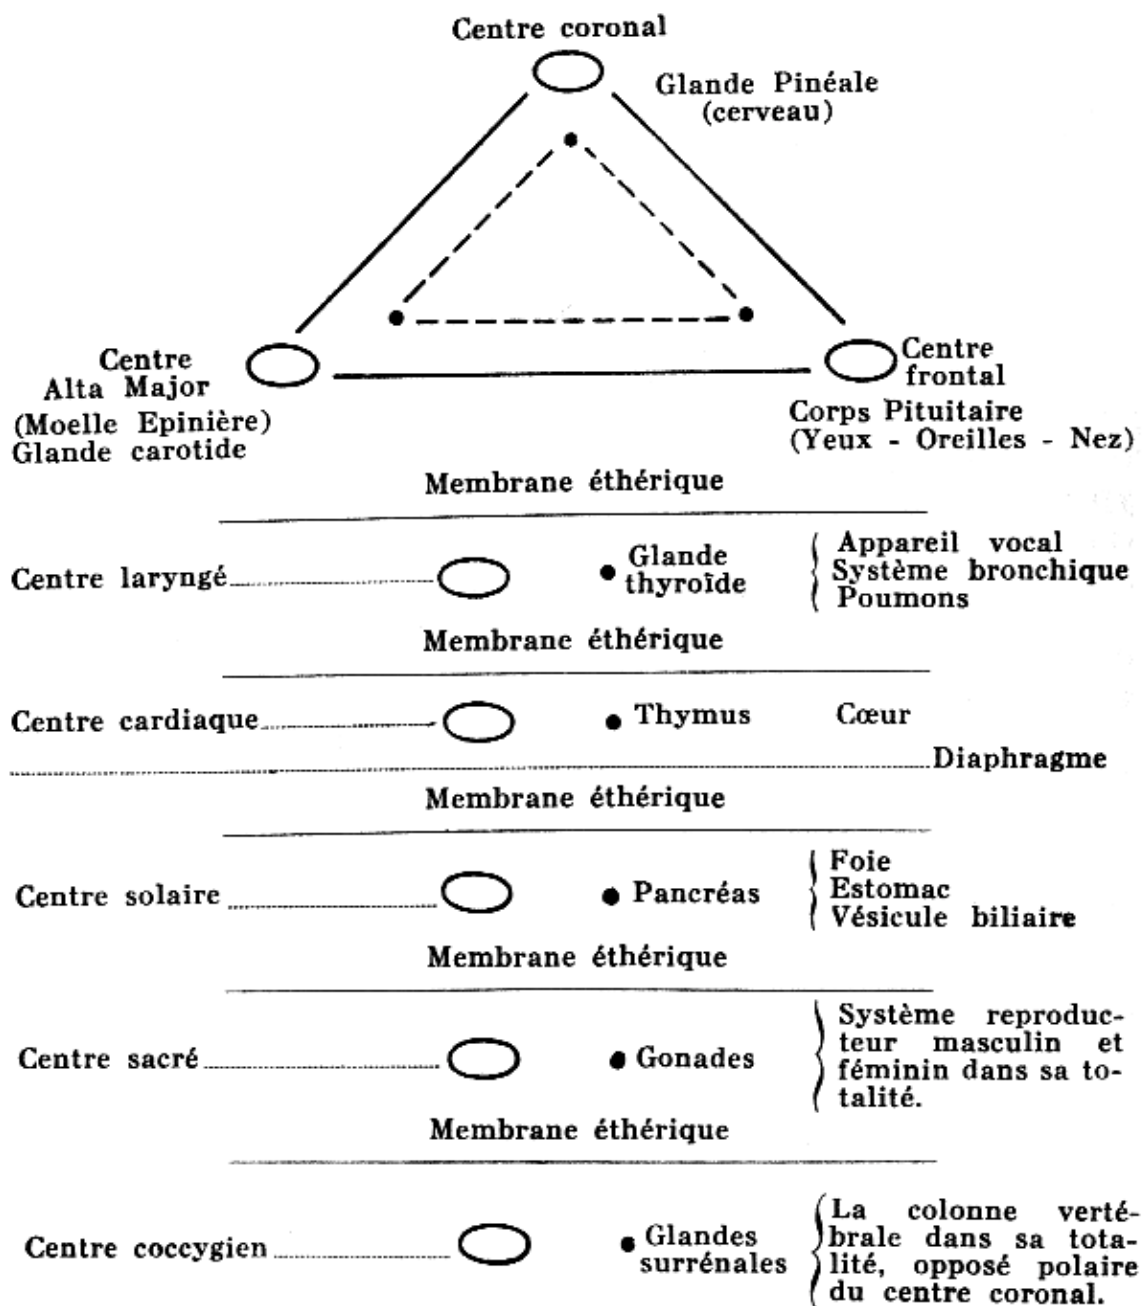 Centre coronal
Glande Pinéale
(cerveau)
Centre
Alta Major
(Moelle Epinière)
Glande carotide
Centre
frontal
Corps Pituitaire
(Yeux - Oreilles - Nez)
Membrane éthérique
Centre laryngé
Glande
thyroïde
Appareil vocal
Système bronchique
Poumons
Membrane éthérique
Centre cardiaque
Thymus
Cœur
Diaphragme
Membrane éthérique
Centre solaire
Pancréas
Foie
Estomac
Vésicule biliaire
Membrane éthérique
Centre sacré
Gonades
Système reproduc-
teur masculin et
féminin dans sa to-
talité.
Membrane éthérique
Centre coccygien
Glandes
surrénales
La colonne verté-
brale dans sa tota-
lité, opposé polaire
du centre coronal.